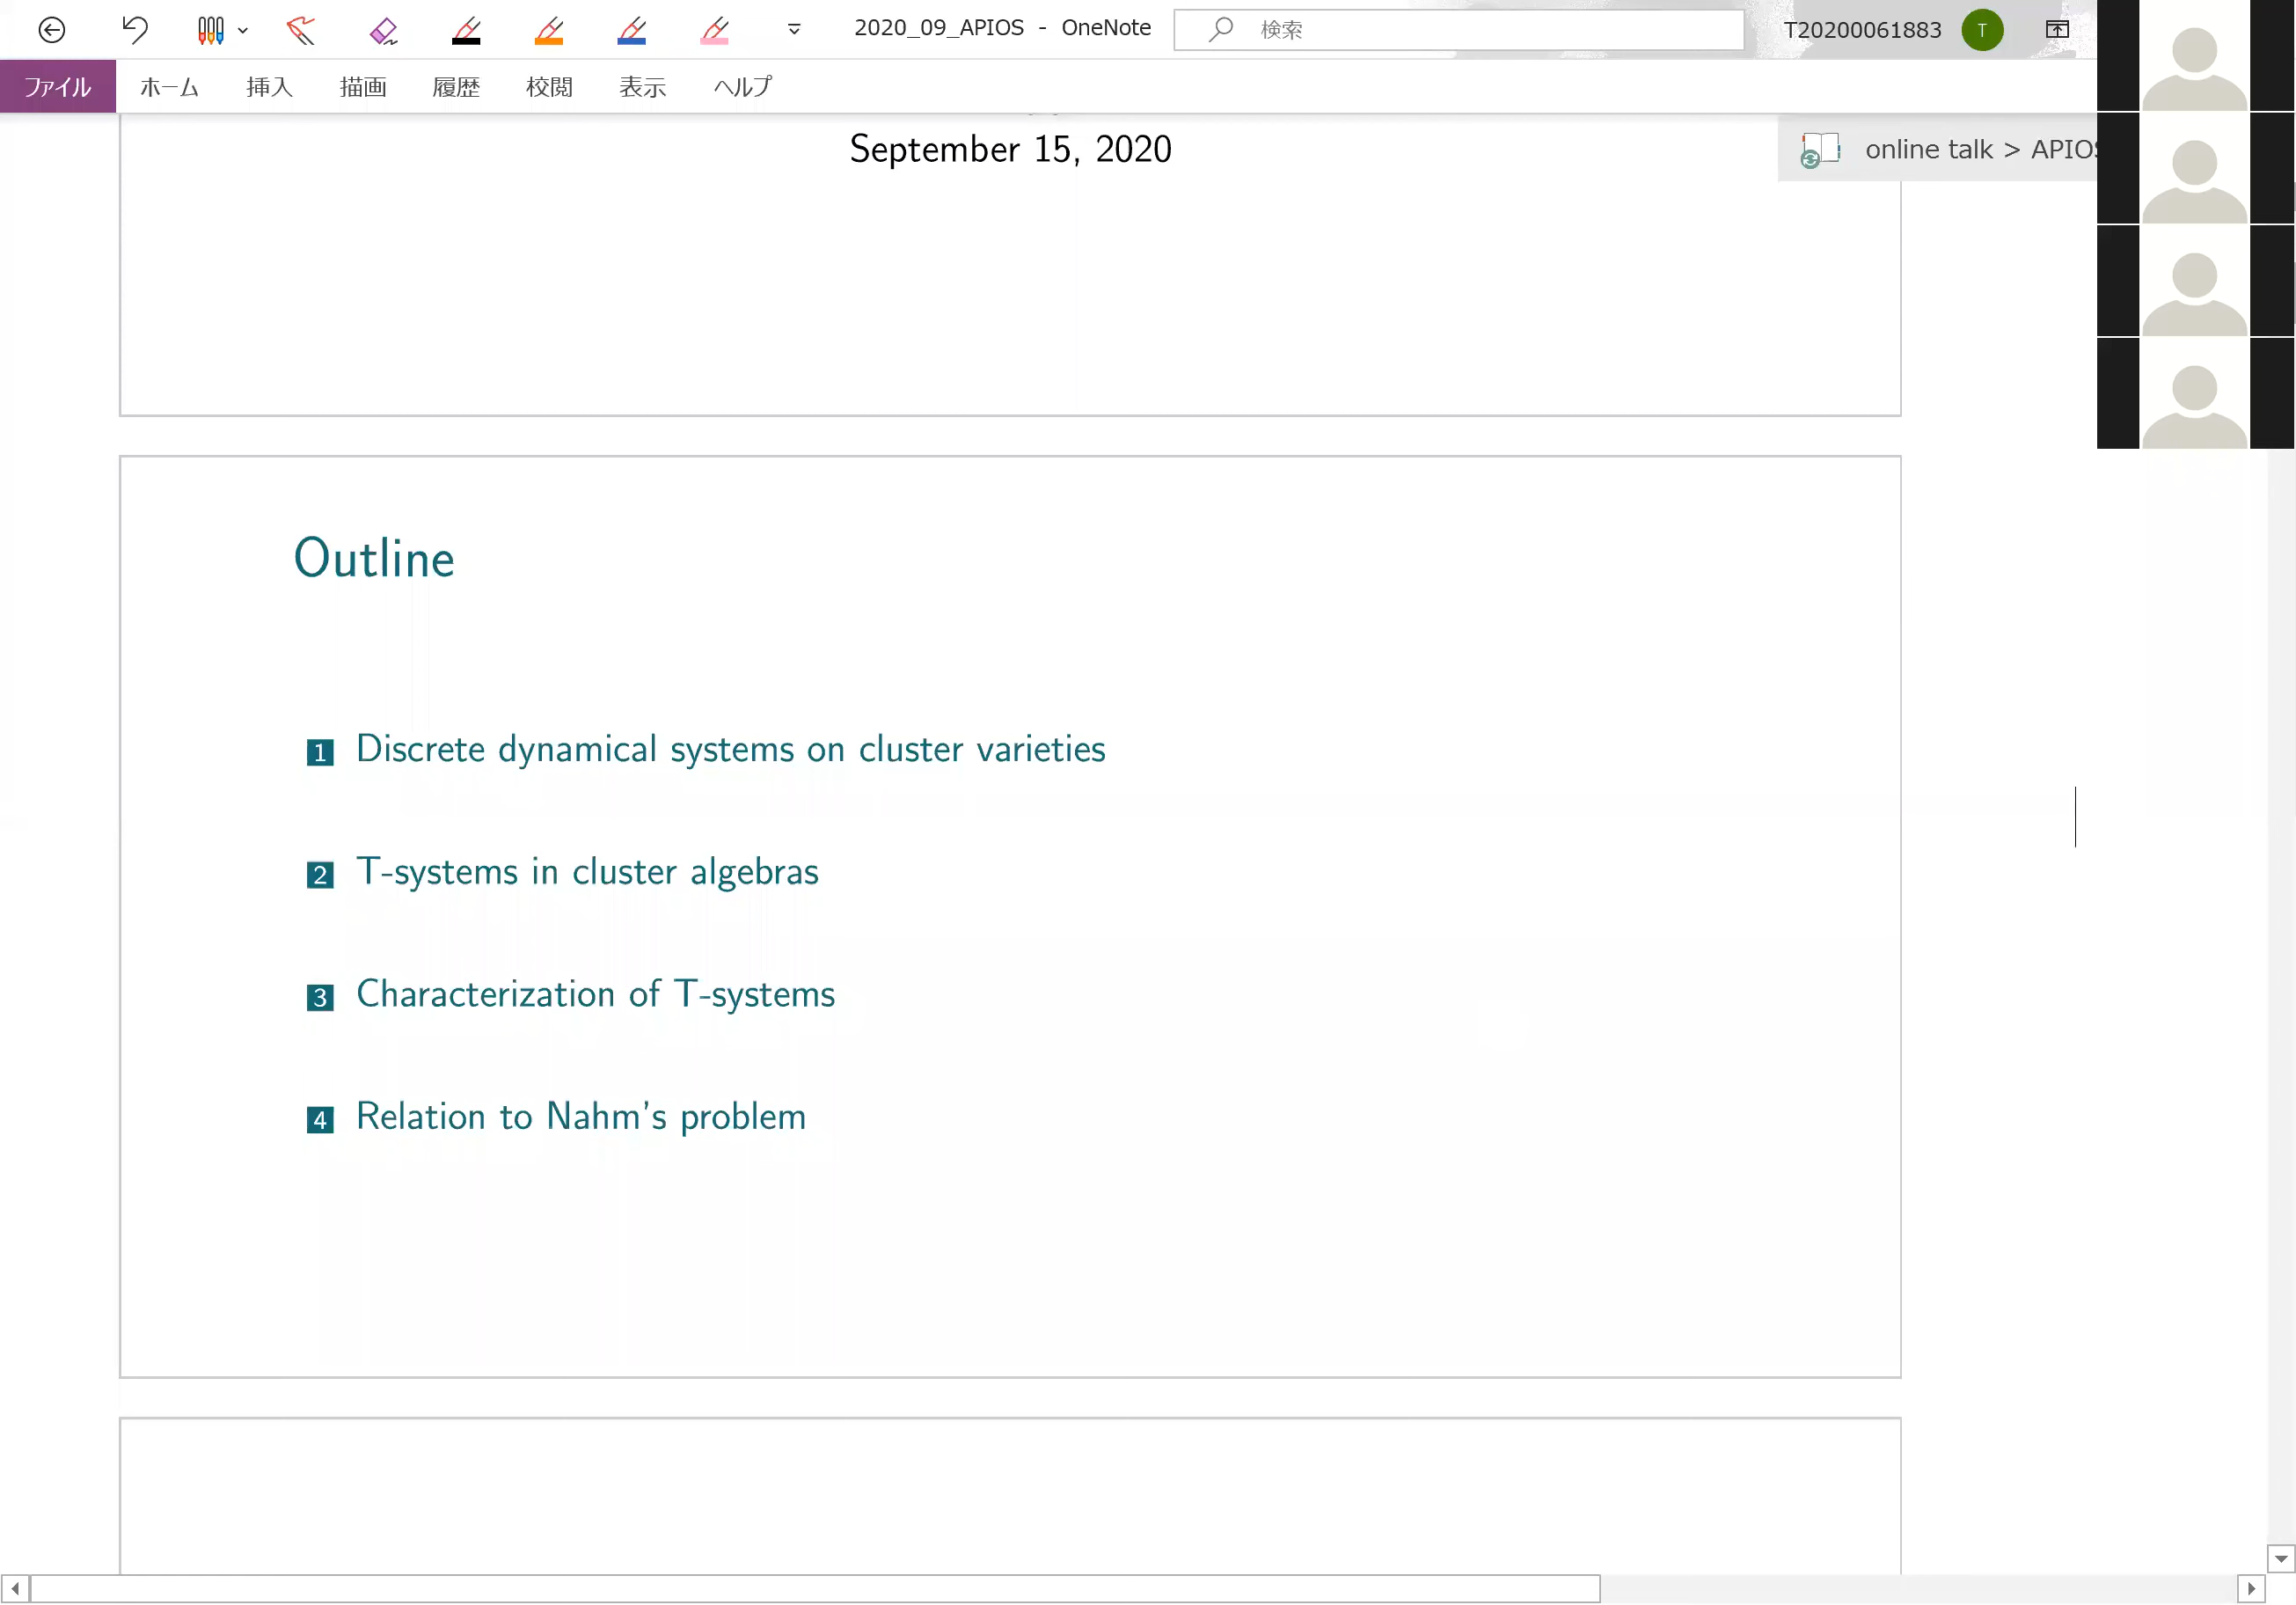 2020_09_APIOS - OneNote
検索
T20200061883
T
ファイル ホーム 挿入 描画 履歴 校閲 表示 ヘルプ
September 15, 2020
online talk > APIOS
Outline
1 Discrete dynamical systems on cluster varieties
2 T-systems in cluster algebras
3 Characterization of T-systems
4 Relation to Nahm's problem